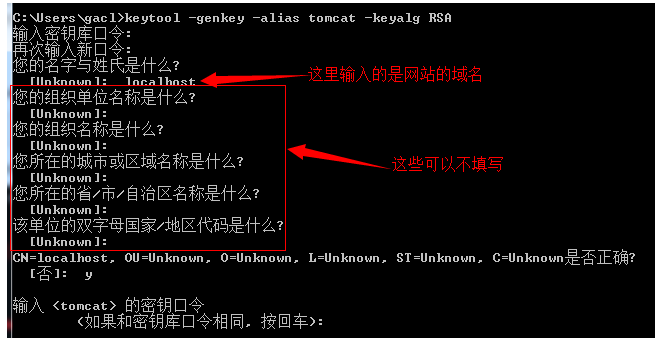 C:\Users\gacl>keytool -genkey -alias tomcat -keyalg RSA
输入密钥库口令:
再次输入新口令:
您的名字与姓氏是什么?
[Unknown]:  localhost
这里输入的是网站的域名
您的组织单位名称是什么?
[Unknown]:
您的组织名称是什么?
[Unknown]:
您所在的城市或区域名称是什么?
[Unknown]:
这些可以不填写
您所在的省/市/自治区名称是什么?
[Unknown]:
该单位的双字母国家/地区代码是什么?
[Unknown]:
CN=localhost, OU=Unknown, O=Unknown, L=Unknown, ST=Unknown, C=Unknown是否正确?
[否]:  y
输入 <tomcat> 的密钥口令
(如果和密钥库口令相同, 按回车):